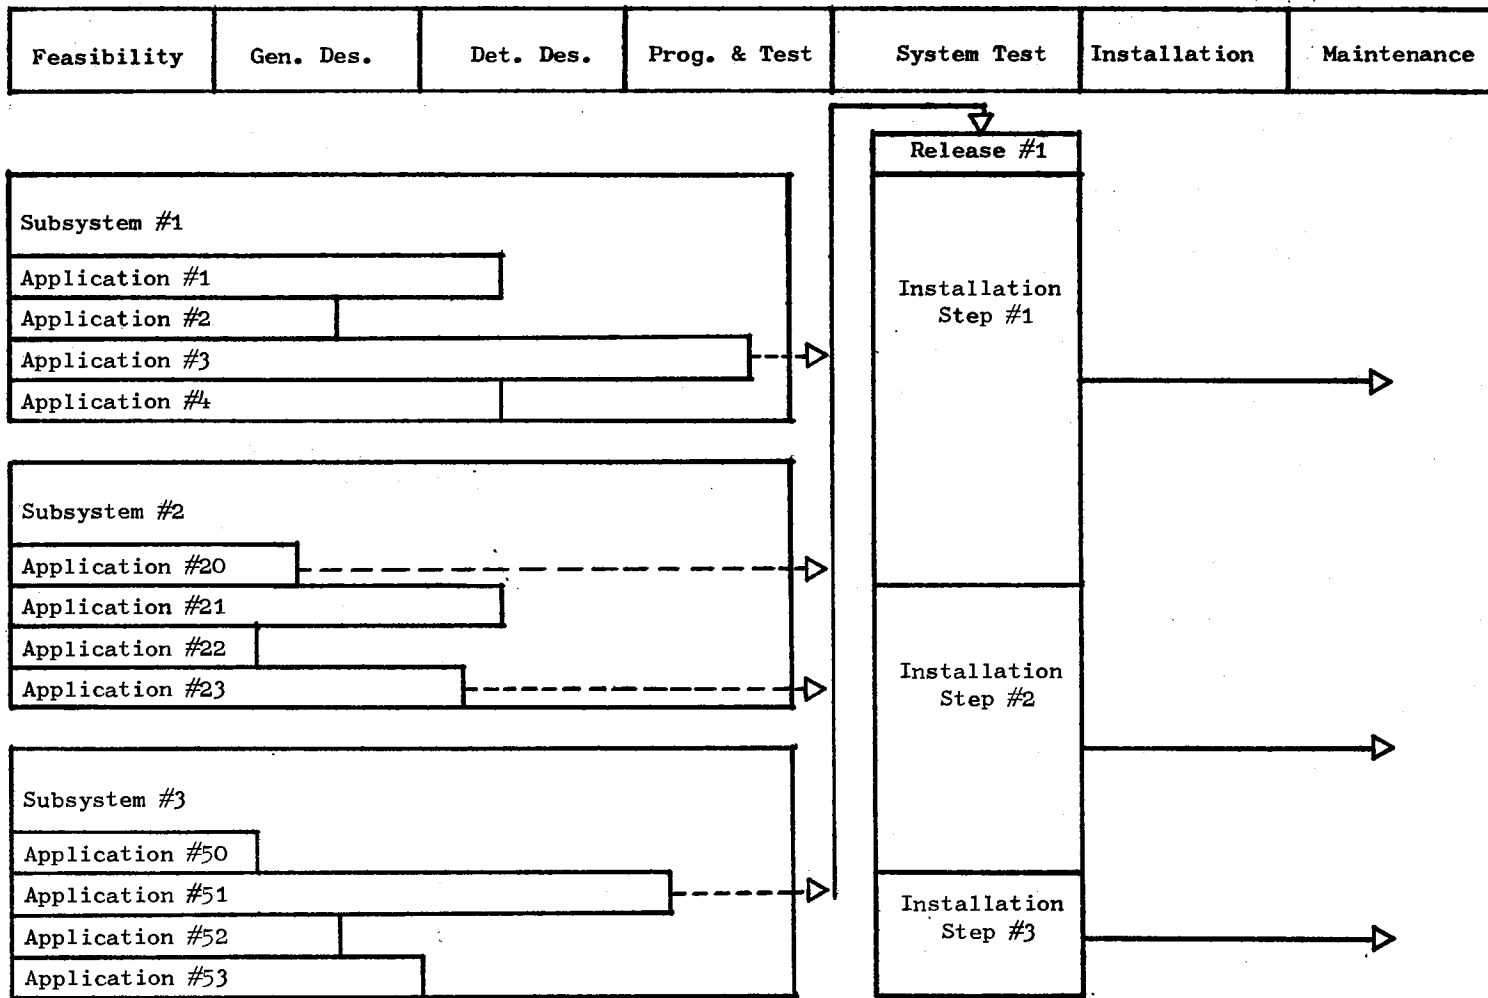 Feasibility
Gen. Des.
Det. Des.
Prog. & Test
System Test
Installation
Maintenance
Release #1
Subsystem #1
Application #1
Application #2
Application #3
Application #4
Subsystem #2
Application #20
Application #21
Application #22
Application #23
Subsystem #3
Application #50
Application #51
Application #52
Application #53
Installation
Step #1
Installation
Step #2
Installation
Step #3